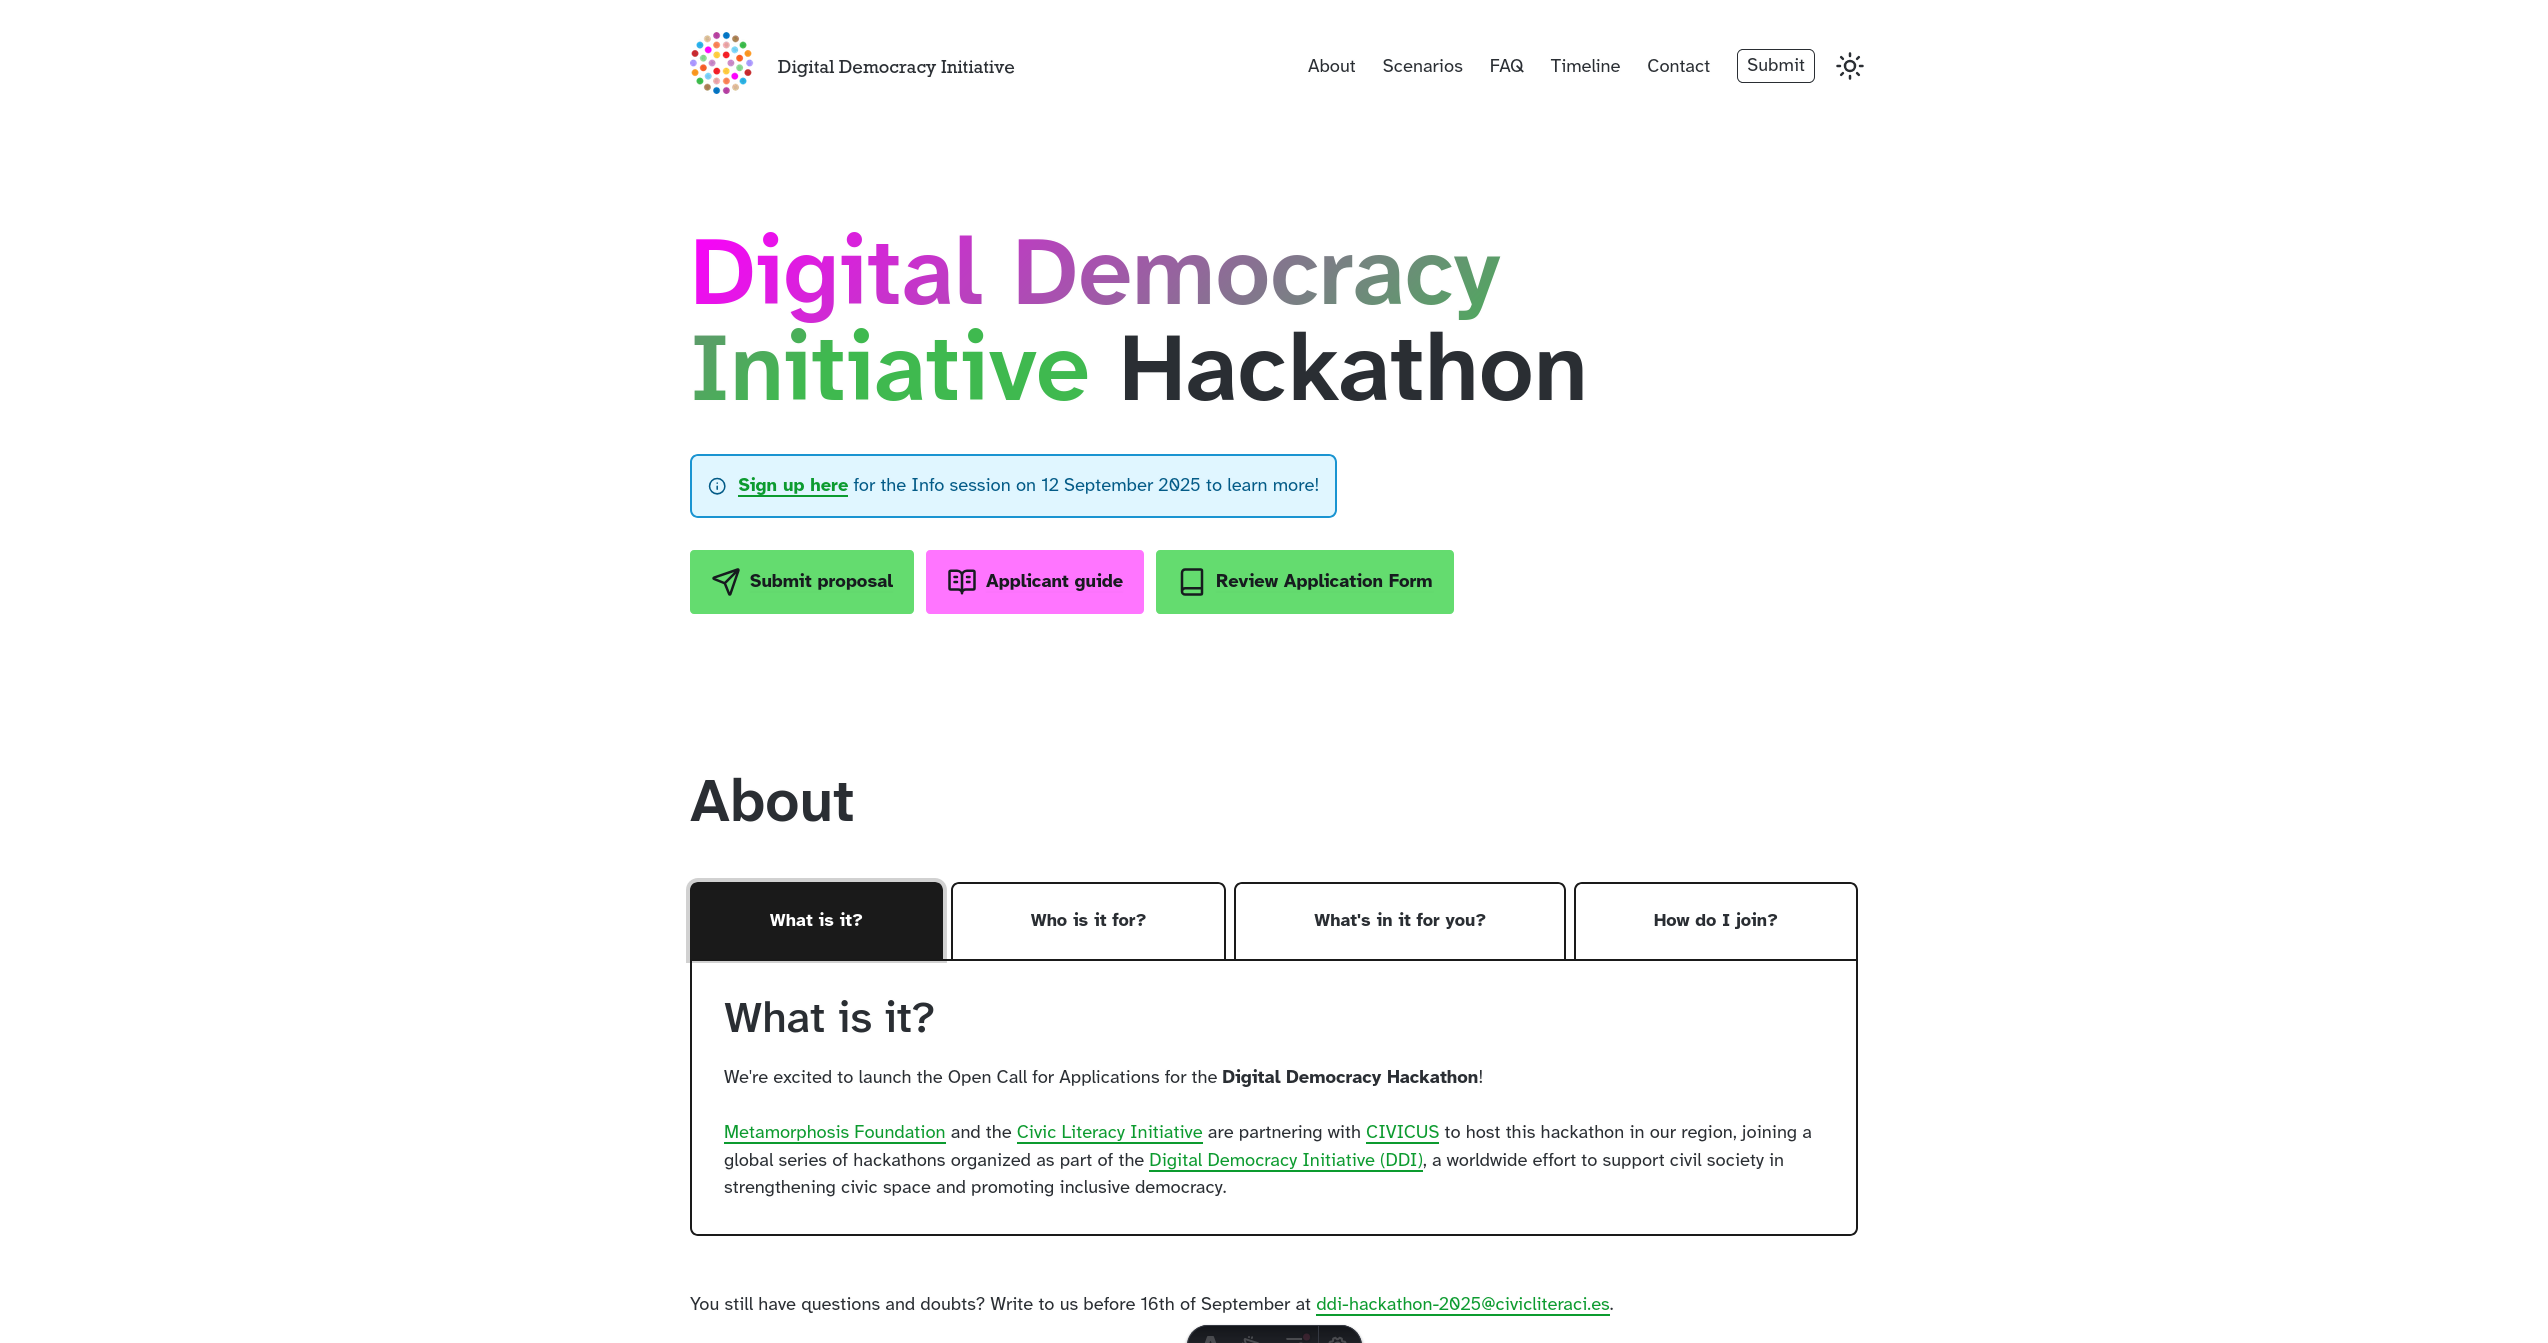 Digital Democracy Initiative
About Scenarios FAQ Timeline Contact Submit
Digital Democracy
Initiative Hackathon
Sign up here for the Info session on 12 September 2025 to learn more!
Submit proposal Applicant guide Review Application Form
About
What is it? Who is it for? What's in it for you? How do I join?
What is it?
We're excited to launch the Open Call for Applications for the Digital Democracy Hackathon!
Metamorphosis Foundation and the Civic Literacy Initiative are partnering with CIVICUS to host this hackathon in our region, joining a
global series of hackathons organized as part of the Digital Democracy Initiative (DDI), a worldwide effort to support civil society in
strengthening civic space and promoting inclusive democracy.
You still have questions and doubts? Write to us before 16th of September at ddi-hackathon-2025@civicliteraci.es.